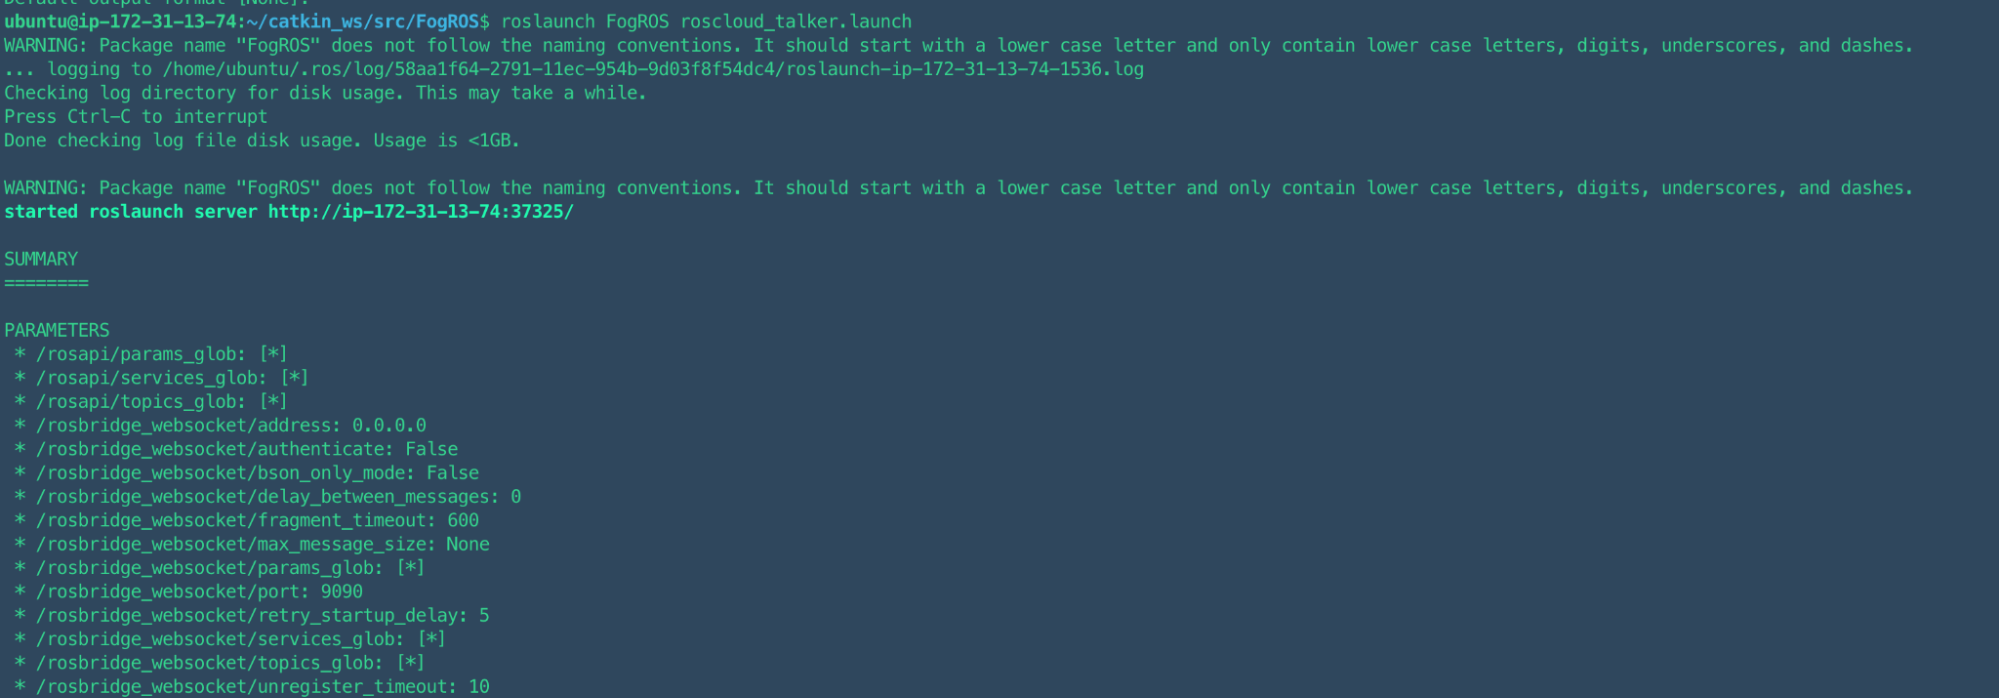 Default output format [None]:
ubuntu@ip-172-31-13-74:~/catkin_ws/src/FogROS$ roslaunch FogROS roscloud_talker.launch
WARNING: Package name "FogROS" does not follow the naming conventions. It should start with a lower case letter and only contain lower case letters, digits, underscores, and dashes.
... logging to /home/ubuntu/.ros/log/58aa1f64-2791-11ec-954b-9d03f8f54dc4/roslaunch-ip-172-31-13-74-1536.log
Checking log directory for disk usage. This may take a while.
Press Ctrl-C to interrupt
Done checking log file disk usage. Usage is <1GB.
WARNING: Package name "FogROS" does not follow the naming conventions. It should start with a lower case letter and only contain lower case letters, digits, underscores, and dashes.
started roslaunch server http://ip-172-31-13-74:37325/
SUMMARY
========
PARAMETERS
* /rosapi/params_glob: [*]
* /rosapi/services_glob: [*]
* /rosapi/topics_glob: [*]
* /rosbridge_websocket/address: 0.0.0.0
* /rosbridge_websocket/authenticate: False
* /rosbridge_websocket/bson_only_mode: False
* /rosbridge_websocket/delay_between_messages: 0
* /rosbridge_websocket/fragment_timeout: 600
* /rosbridge_websocket/max_message_size: None
* /rosbridge_websocket/params_glob: [*]
* /rosbridge_websocket/port: 9090
* /rosbridge_websocket/retry_startup_delay: 5
* /rosbridge_websocket/services_glob: [*]
* /rosbridge_websocket/topics_glob: [*]
* /rosbridge_websocket/unregister_timeout: 10